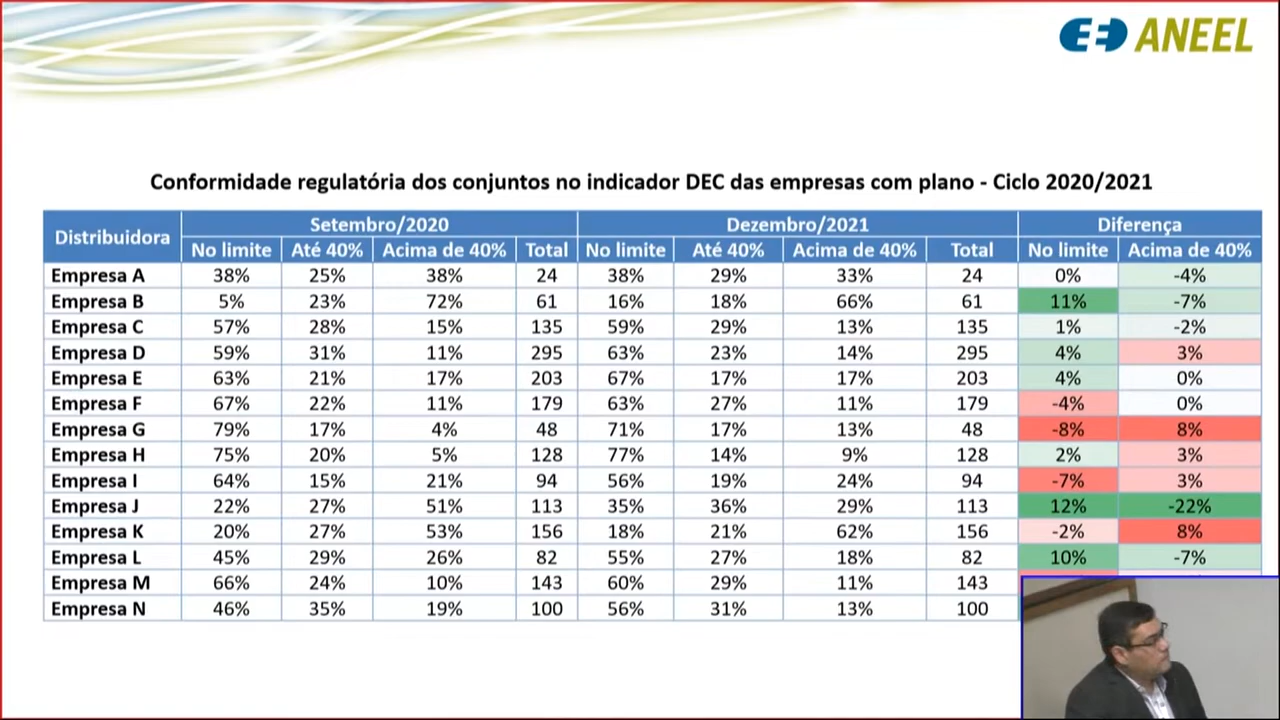 ANEEL
Conformidade regulatória dos conjuntos no indicador DEC das empresas com plano - Ciclo 2020/2021
Distribuidora Setembro/2020 Dezembro/2021 Diferença
No limite Até 40% Acima de 40% Total No limite Até 40% Acima de 40% Total No limite Acima de 40%
Empresa A 38% 25% 38% 24 38% 29% 33% 24 0% -4%
Empresa B 5% 23% 72% 61 16% 18% 66% 61 11% -7%
Empresa C 57% 28% 15% 135 59% 29% 13% 135 1% -2%
Empresa D 59% 31% 11% 295 63% 23% 14% 295 4% 3%
Empresa E 63% 21% 17% 203 67% 17% 17% 203 4% 0%
Empresa F 67% 22% 11% 179 63% 27% 11% 179 -4% 0%
Empresa G 79% 17% 4% 48 71% 17% 13% 48 -8% 8%
Empresa H 75% 20% 5% 128 77% 14% 9% 128 2% 3%
Empresa I 64% 15% 21% 94 56% 19% 24% 94 -7% 3%
Empresa J 22% 27% 51% 113 35% 36% 29% 113 12% -22%
Empresa K 20% 27% 53% 156 18% 21% 62% 156 -2% 8%
Empresa L 45% 29% 26% 82 55% 27% 18% 82 10% -7%
Empresa M 66% 24% 10% 143 60% 29% 11% 143
Empresa N 46% 35% 19% 100 56% 31% 13% 100